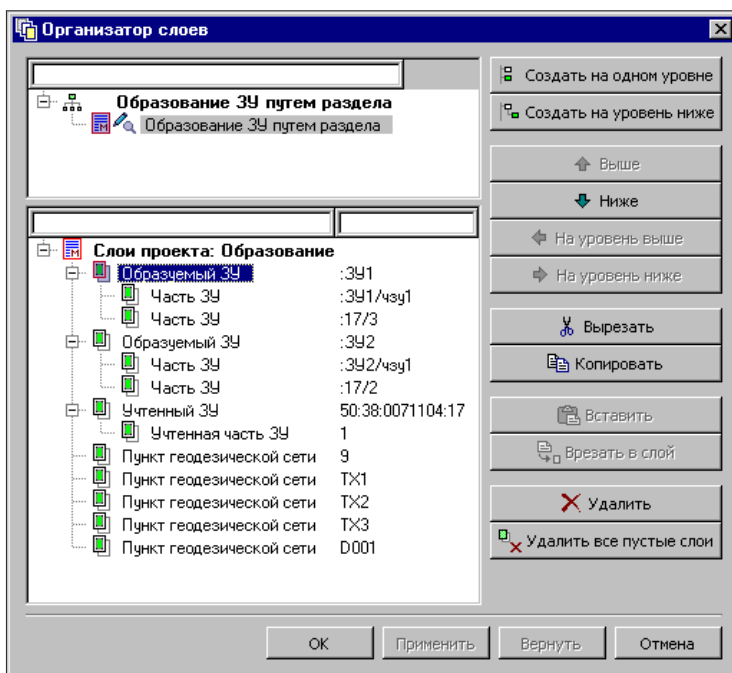 Организатор слоев
Образование ЗУ путем раздела
Образование ЗУ путем раздела
Слои проекта: Образование
Образуемый ЗУ :ЗУ1
Часть ЗУ :ЗУ1/чзу1
Часть ЗУ :17/3
Образуемый ЗУ :ЗУ2
Часть ЗУ :ЗУ2/чзу1
Часть ЗУ :17/2
Учтенный ЗУ 50:38:0071104:17
Учтенная часть ЗУ 1
Пункт геодезической сети 9
Пункт геодезической сети TX1
Пункт геодезической сети TX2
Пункт геодезической сети TX3
Пункт геодезической сети D001
Создать на одном уровне
Создать на уровень ниже
Выше
Ниже
На уровень выше
На уровень ниже
Вырезать
Копировать
Вставить
Врезать в слой
Удалить
Удалить все пустые слои
OK
Применить
Вернуть
Отмена